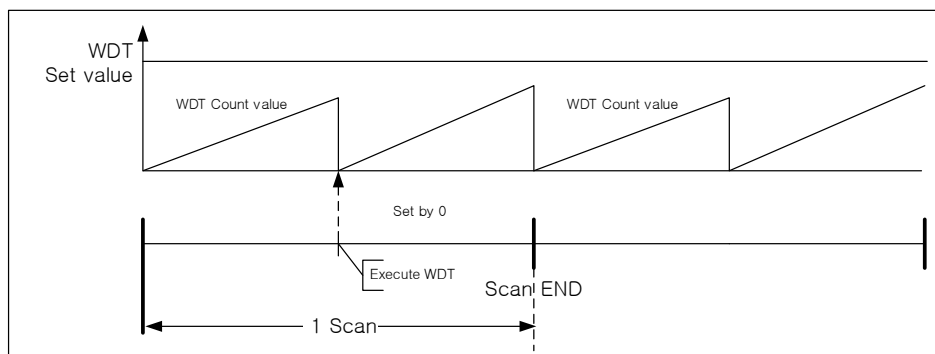 WDT
Set value
WDT Count value
WDT Count value
Set by 0
Execute WDT
Scan END
1 Scan